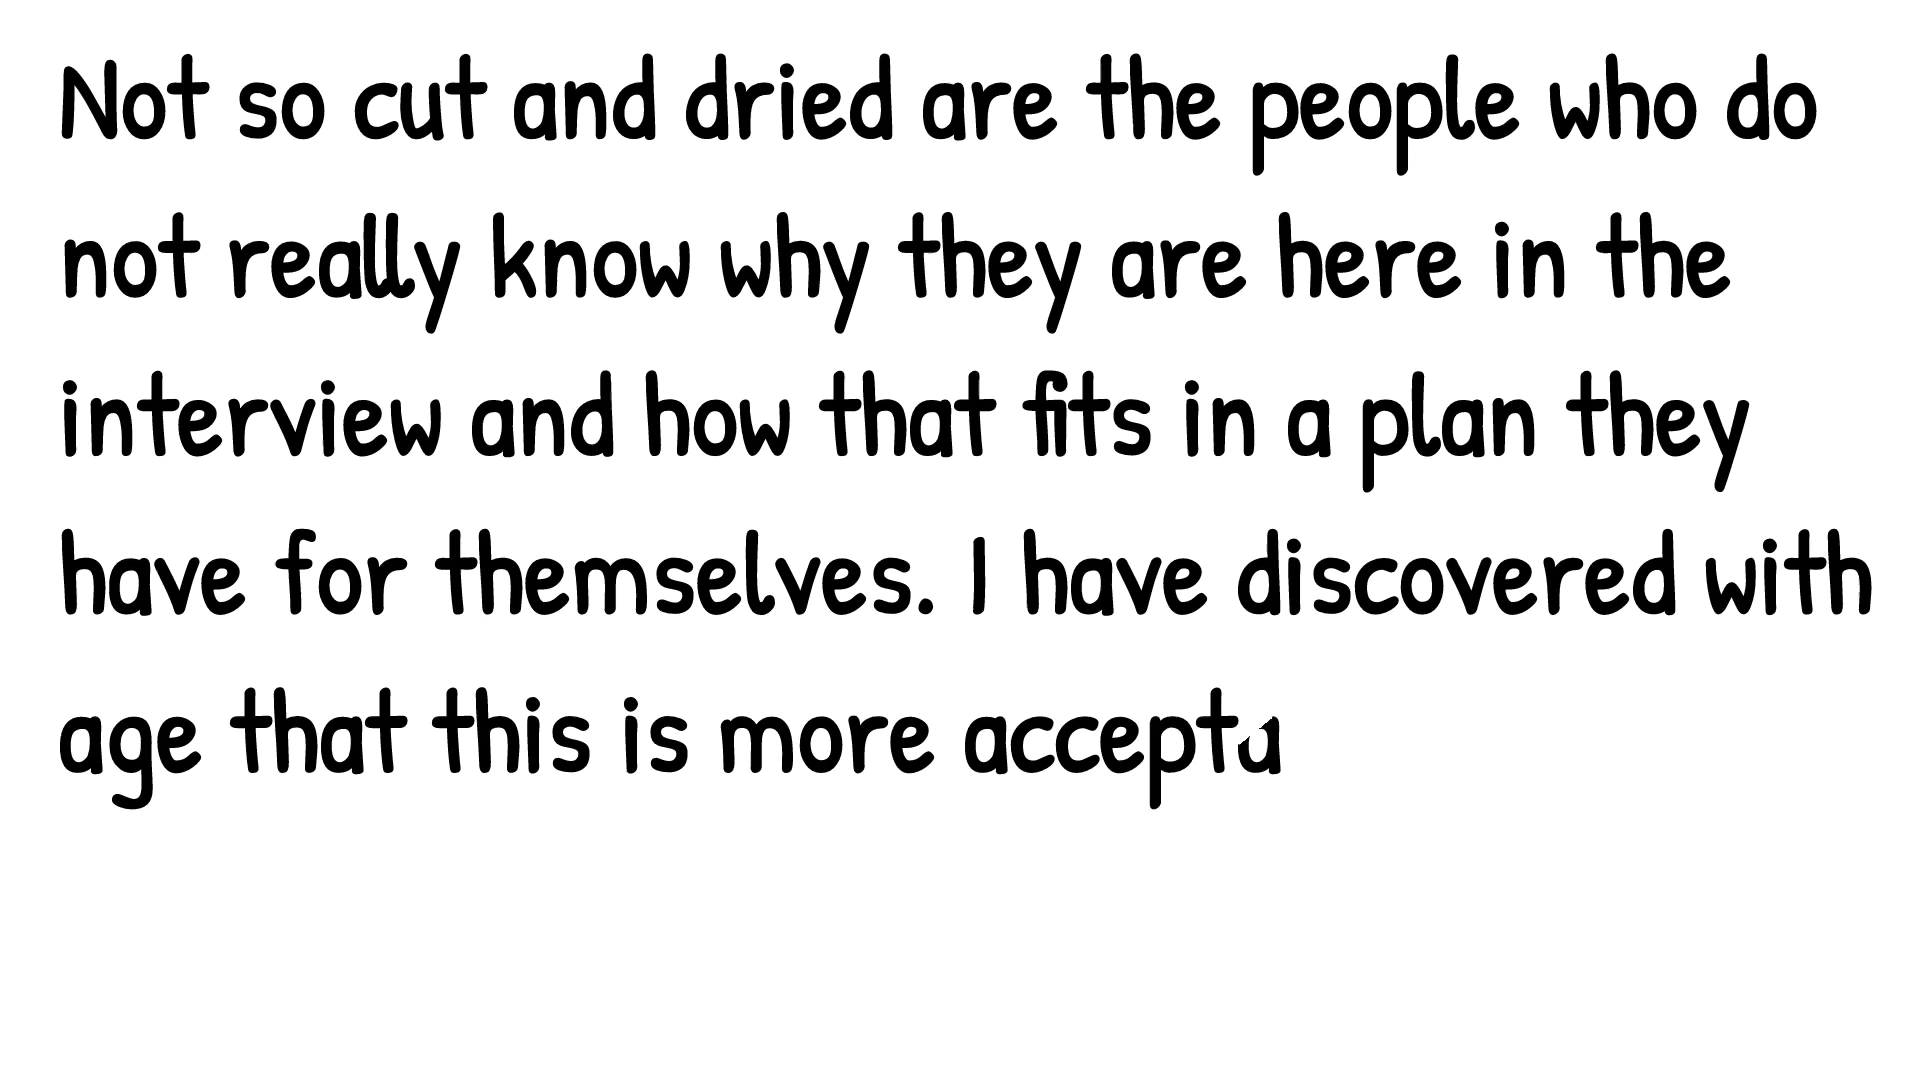 Not so cut and dried are the people who do
not really know why they are here in the
interview and how that fits in a plan they
have for themselves. I have discovered with
age that this is more accepta